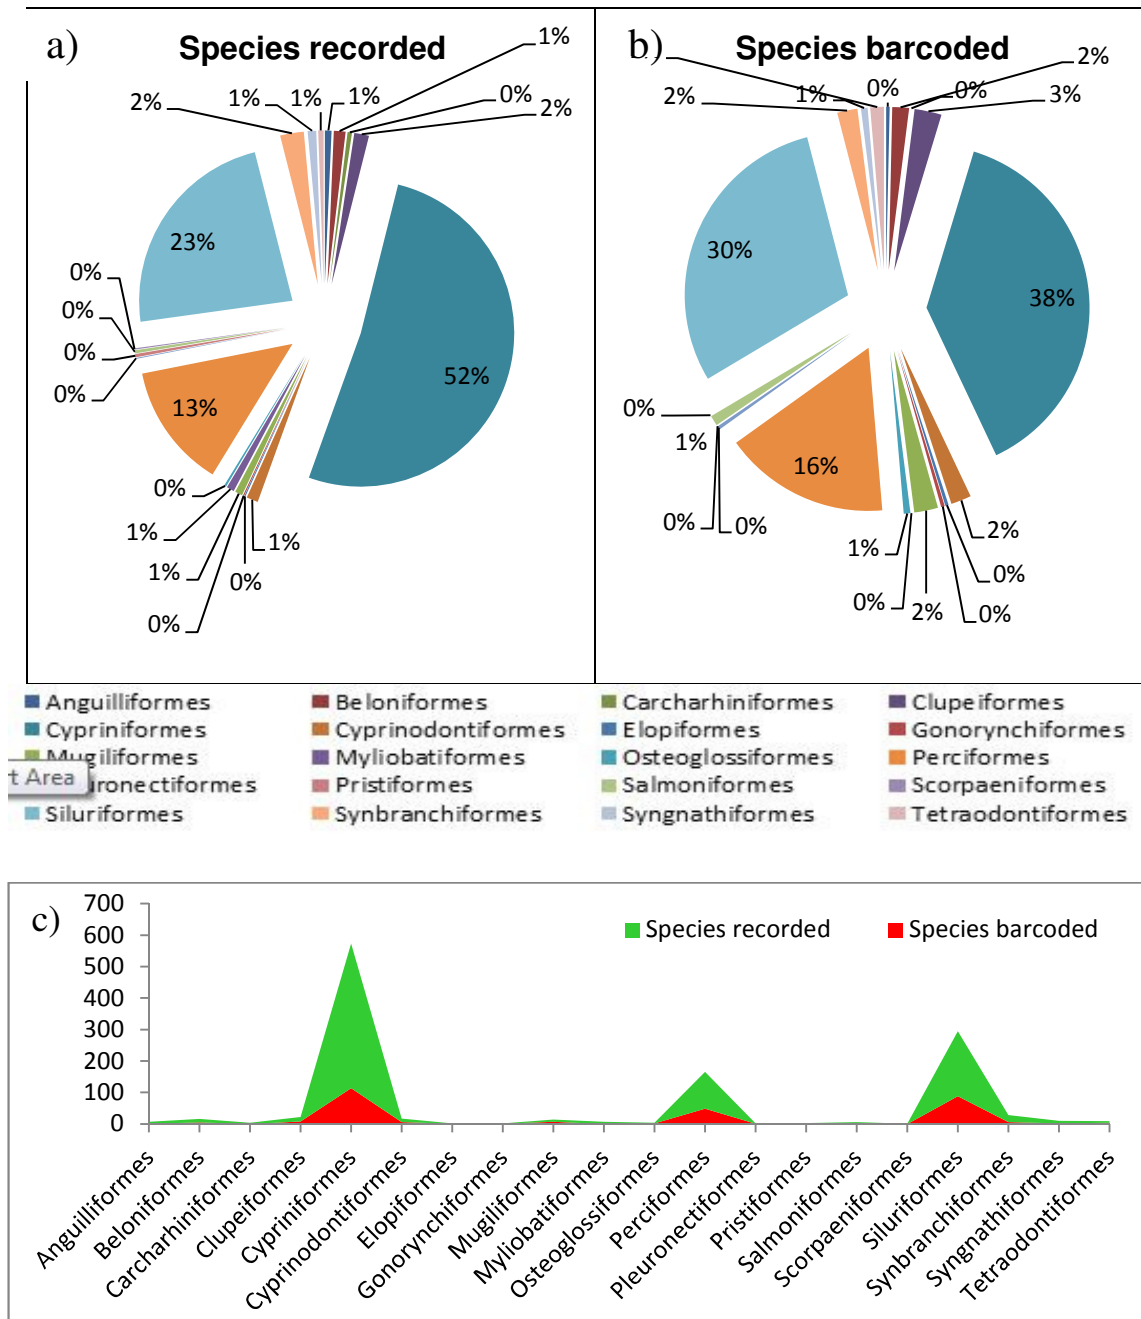 a) Species recorded
1%
2% 1% 1% 1% 0%
2%
23%
0%
0%
0%
0%
52%
13%
0%
1%
1%
1%
0%
0%
b) Species barcoded
2%
2% 1% 0% 0% 3%
30%
38%
0%
1%
16%
0% 0%
1%
2%
0%
0%
2%
0%
Anguilliformes Beloniformes Carcharhiniformes Clupeiformes
Cypriniformes Cyprinodontiformes Elopiformes Gonorynchiformes
Mugiliformes Myliobatiformes Osteoglossiformes Perciformes
t Area
uronectiformes Pristiformes Salmoniformes Scorpaeniformes
Siluriformes Synbranchiformes Syngnathiformes Tetraodontiformes
c)
700
600
500
400
300
200
100
0
Species recorded Species barcoded
Anguilliformes
Beloniformes
Carcharhiniformes
Clupeiformes
Cypriniformes
Cyprinodontiformes
Elopiformes
Gonorynchiformes
Mugiliformes
Myliobatiformes
Osteoglossiformes
Perciformes
Pleuronectiformes
Pristiformes
Salmoniformes
Scorpaeniformes
Siluriformes
Synbranchiformes
Syngnathiformes
Tetraodontiformes